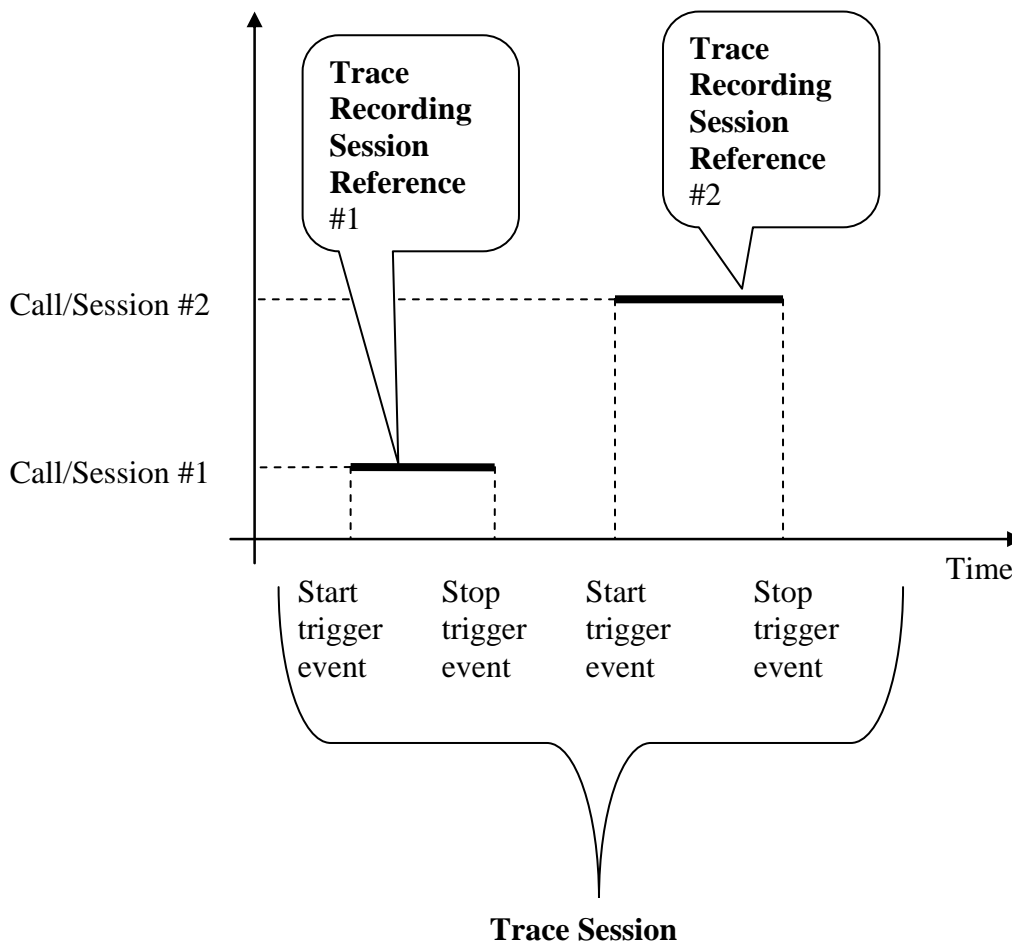 Trace
Recording
Session
Reference
#1
Trace
Recording
Session
Reference
#2
Call/Session #2
Call/Session #1
Time
Start
trigger
event
Stop
trigger
event
Start
trigger
event
Stop
trigger
event
Trace Session